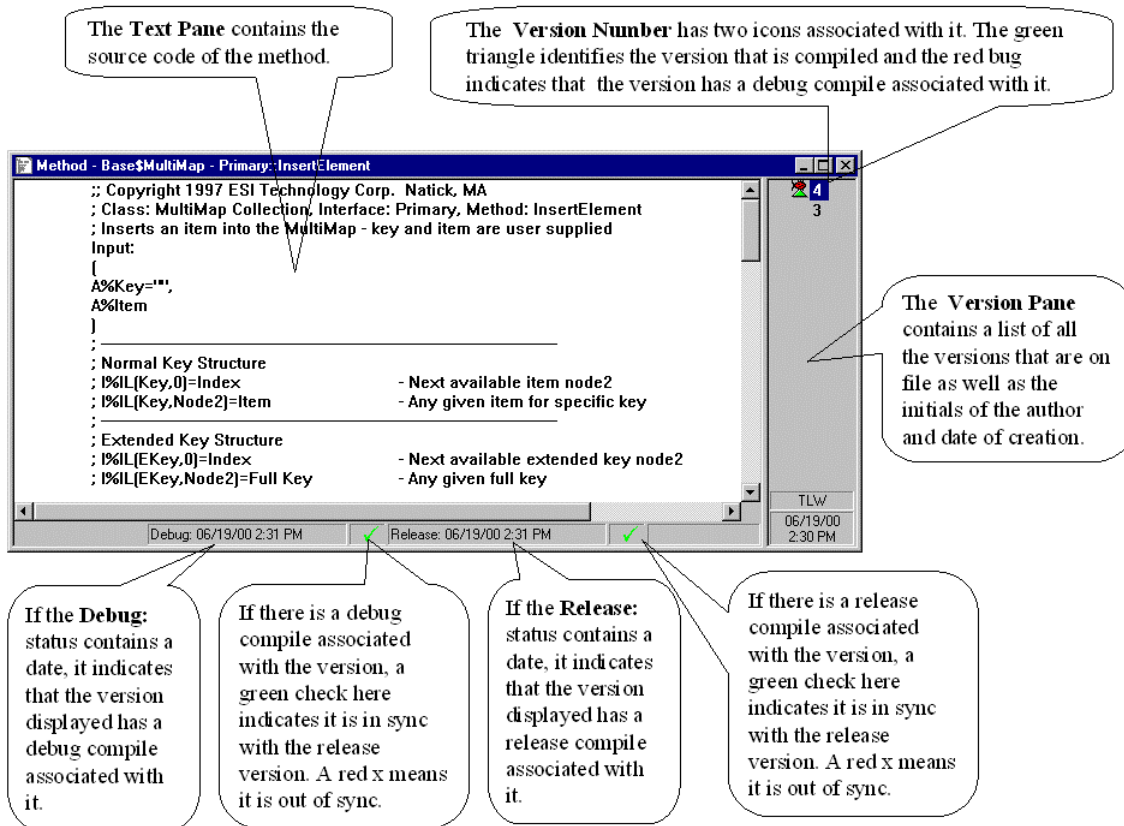 The Text Pane contains the
source code of the method.
The Version Number has two icons associated with it. The green
triangle identifies the version that is compiled and the red bug
indicates that the version has a debug compile associated with it.
Method - Base$MultiMap - Primary::InsertElement
;; Copyright 1997 ESI Technology Corp. Natick, MA
; Class: MultiMap Collection, Interface: Primary, Method: InsertElement
; Inserts an item into the MultiMap - key and item are user supplied
Input:
(
A%Key="",
A%Item
)
;
; Normal Key Structure
; I%IL(Key,0)=Index - Next available item node2
; I%IL(Key,Node2)=Item - Any given item for specific key
;
; Extended Key Structure
; I%IL(EKey,0)=Index - Next available extended key node2
; I%IL(EKey,Node2)=Full Key - Any given full key
4
3
The Version Pane
contains a list of all
the versions that are on
file as well as the
initials of the author
and date of creation.
TLW
06/19/00
2:30 PM
Debug: 06/19/00 2:31 PM
Release: 06/19/00 2:31 PM
If the Debug:
status contains a
date, it indicates
that the version
displayed has a
debug compile
associated with
it.
If there is a debug
compile associated
with the version, a
green check here
indicates it is in sync
with the release
version. A red x means
it is out of sync.
If the Release:
status contains a
date, it indicates
that the version
displayed has a
release compile
associated with
it.
If there is a release
compile associated
with the version, a
green check here
indicates it is in sync
with the release
version. A red x means
it is out of sync.